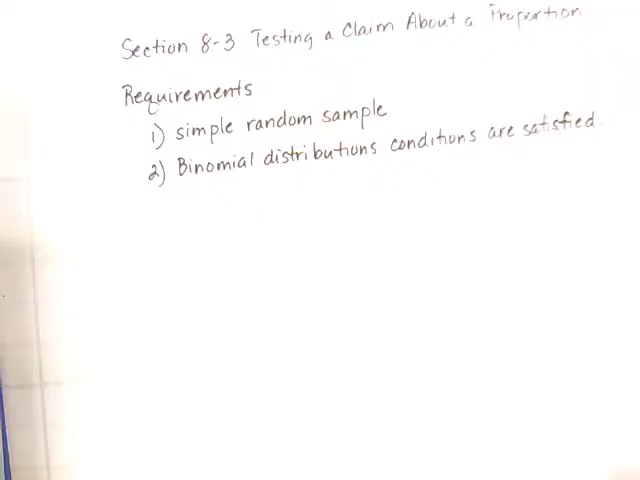 Section 8-3 Testing a Claim About a Proportion
Requirements
1) simple random sample
2) Binomial distributions conditions are satisfied.